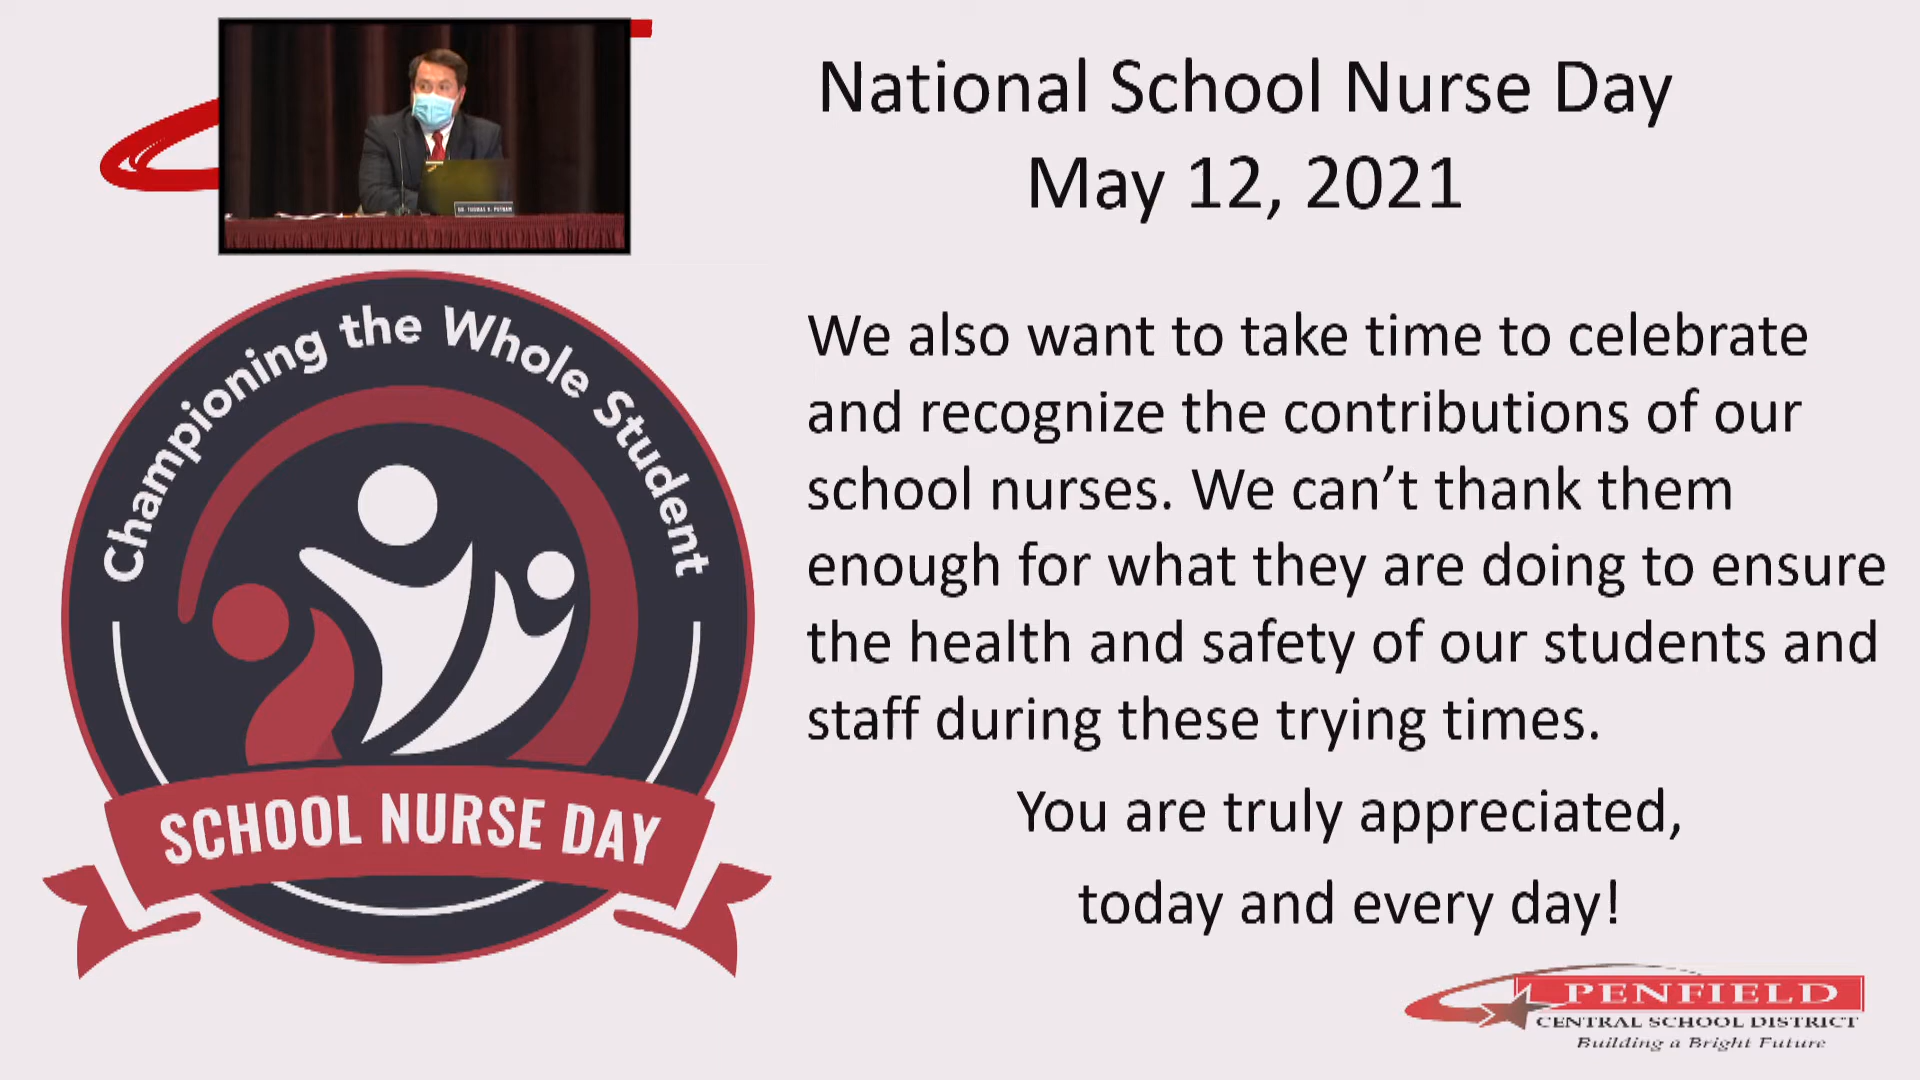 National School Nurse Day
May 12, 2021
DR. THOMAS K. PUTNAM
Championing the Whole Student
SCHOOL NURSE DAY
We also want to take time to celebrate
and recognize the contributions of our
school nurses. We can’t thank them
enough for what they are doing to ensure
the health and safety of our students and
staff during these trying times.
You are truly appreciated,
today and every day!
PENFIELD
CENTRAL SCHOOL DISTRICT
Building a Bright Future